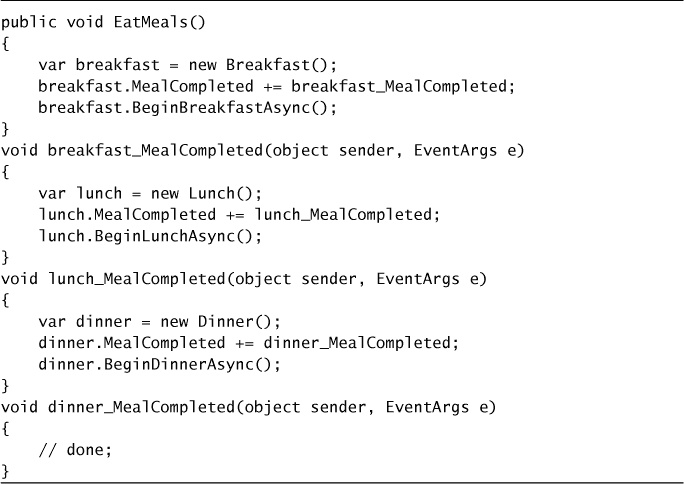 public void EatMeals()
{
    var breakfast = new Breakfast();
    breakfast.MealCompleted += breakfast_MealCompleted;
    breakfast.BeginBreakfastAsync();
}
void breakfast_MealCompleted(object sender, EventArgs e)
{
    var lunch = new Lunch();
    lunch.MealCompleted += lunch_MealCompleted;
    lunch.BeginLunchAsync();
}
void lunch_MealCompleted(object sender, EventArgs e)
{
    var dinner = new Dinner();
    dinner.MealCompleted += dinner_MealCompleted;
    dinner.BeginDinnerAsync();
}
void dinner_MealCompleted(object sender, EventArgs e)
{
    // done;
}